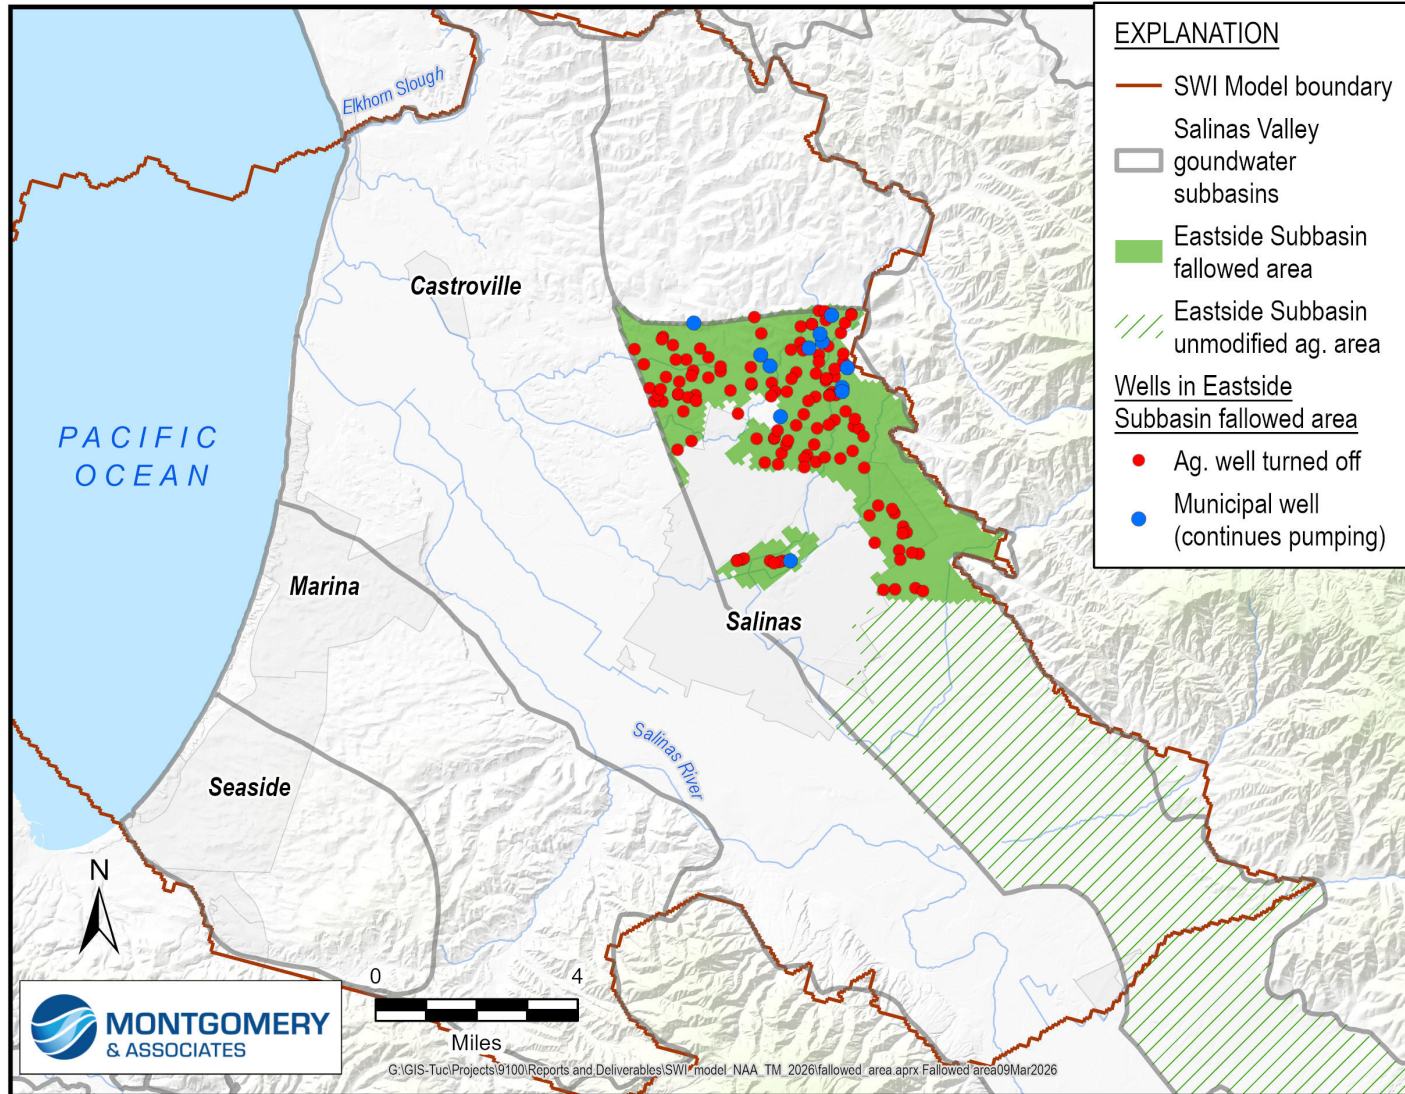 EXPLANATION
SWI Model boundary
Salinas Valley
goundwater
subbasins
Eastside Subbasin
fallowed area
Eastside Subbasin
unmodified ag. area
Wells in Eastside
Subbasin fallowed area
Ag. well turned off
Municipal well
(continues pumping)
Elkhorn Slough
Castroville
PACIFIC
OCEAN
Marina
Salinas
Salinas River
Seaside
N
0 4
Miles
MONTGOMERY
& ASSOCIATES
G:\GIS-Tuc\Projects\9100\Reports and Deliverables\SWI_model_NAA_TM_2026\fallowed_area.aprx Fallowed area09Mar2026